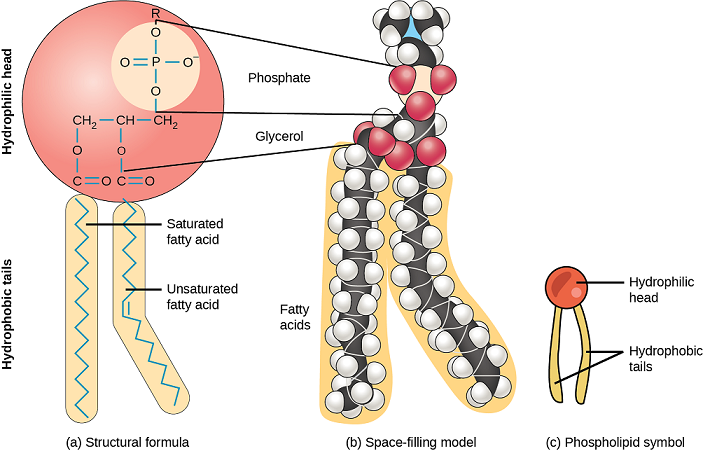 Hydrophilic head
Hydrophobic tails
R
O
O=P—O⁻
O
CH₂—CH—CH₂
O O
C=O C=O
Phosphate
Glycerol
Saturated
fatty acid
Unsaturated
fatty acid
Fatty
acids
Hydrophilic
head
Hydrophobic
tails
(a) Structural formula
(b) Space-filling model
(c) Phospholipid symbol